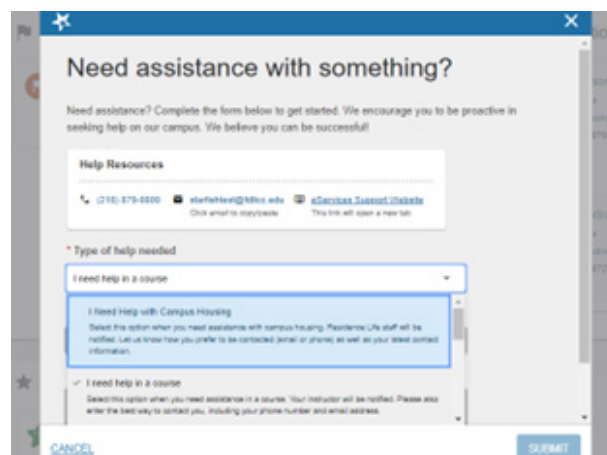 Need assistance with something?
Need assistance? Complete the form below to get started. We encourage you to be proactive in
seeking help on our campus. We believe you can be successful!
Help Resources
(218) 879-0800
eServices Support Website
Click email to copy/paste
This link will open a new tab
* Type of help needed
I need help in a course
I Need Help with Campus Housing
Select this option when you need assistance with campus housing. Residence Life staff will be
notified. Let us know how you prefer to be contacted (email or phone) as well as your latest contact
information.
I need help in a course
Select this option when you need assistance in a course. Your instructor will be notified. Please also
enter the best way to contact you, including your phone number and email address.
CANCEL
SUBMIT